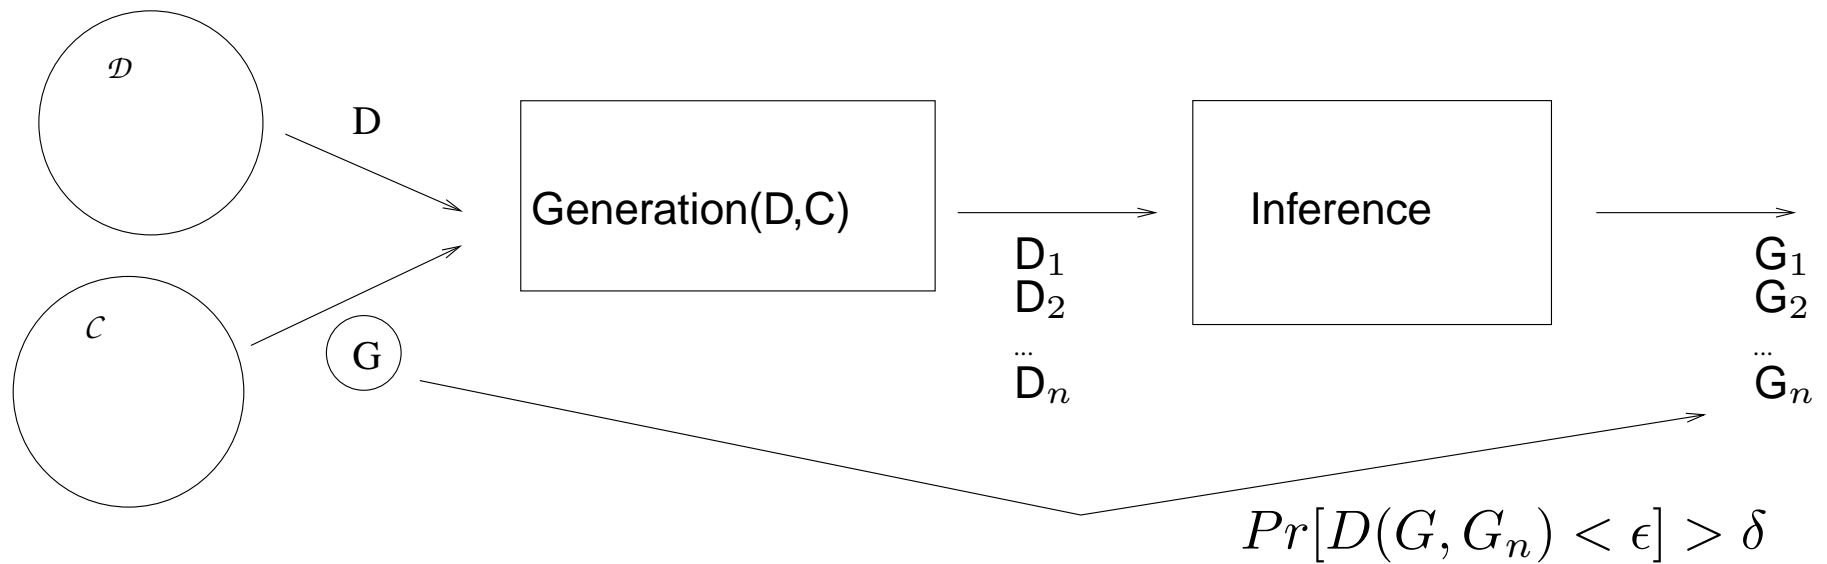 𝒟
D
Generation(D,C)
Inference
D₁
D₂
...
Dₙ
G₁
G₂
...
Gₙ
𝒞
G
Pr[D(G, Gₙ) < ϵ] > δ